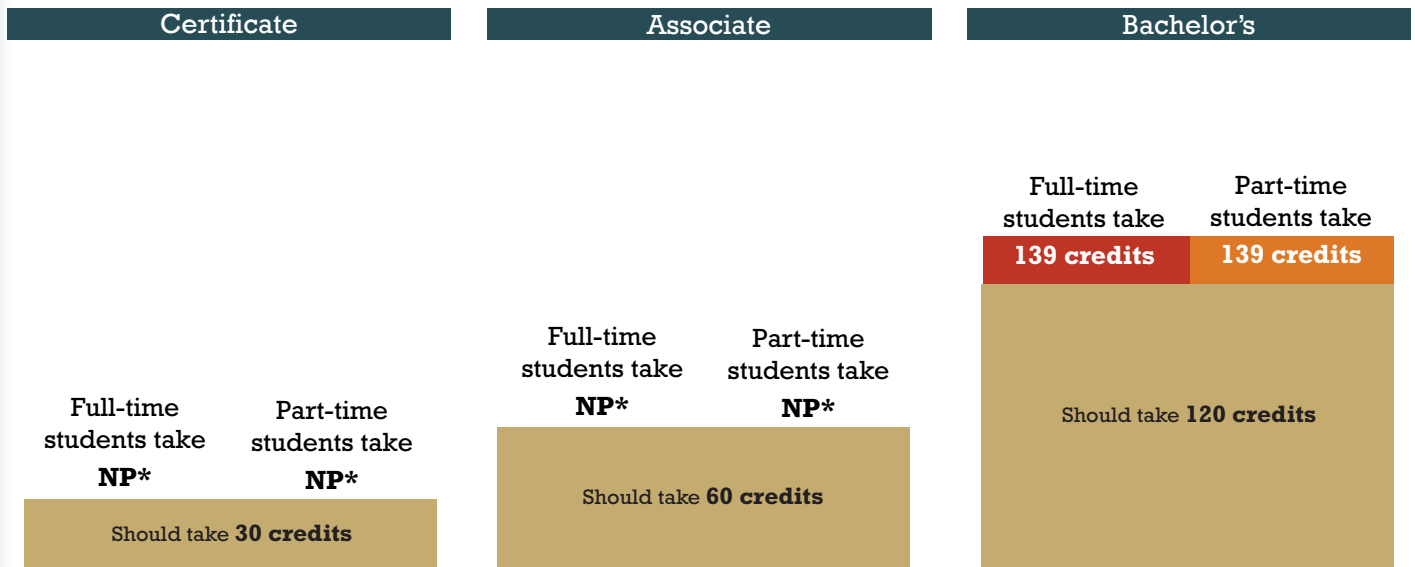 Certificate
Full-time
students take
NP*
Part-time
students take
NP*
Should take 30 credits
Associate
Full-time
students take
NP*
Part-time
students take
NP*
Should take 60 credits
Bachelor’s
Full-time
students take
139 credits
Part-time
students take
139 credits
Should take 120 credits